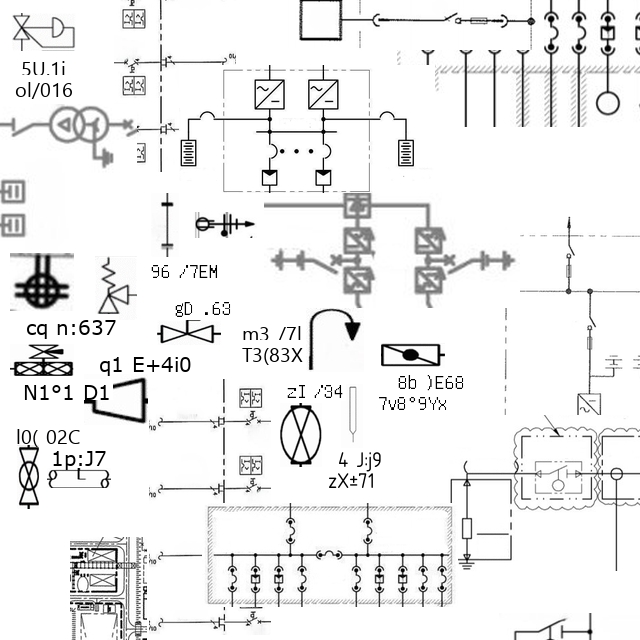 5U.1i
ol/016
96 /7EM
gD .63
cq n:637
m3 /7l
T3(83X
q1 E+4i0
8b )E68
7v8°9Yx
N1°1 D1
zI /34
l0( 02C
1p:J7
L
4 J:j9
zX±71